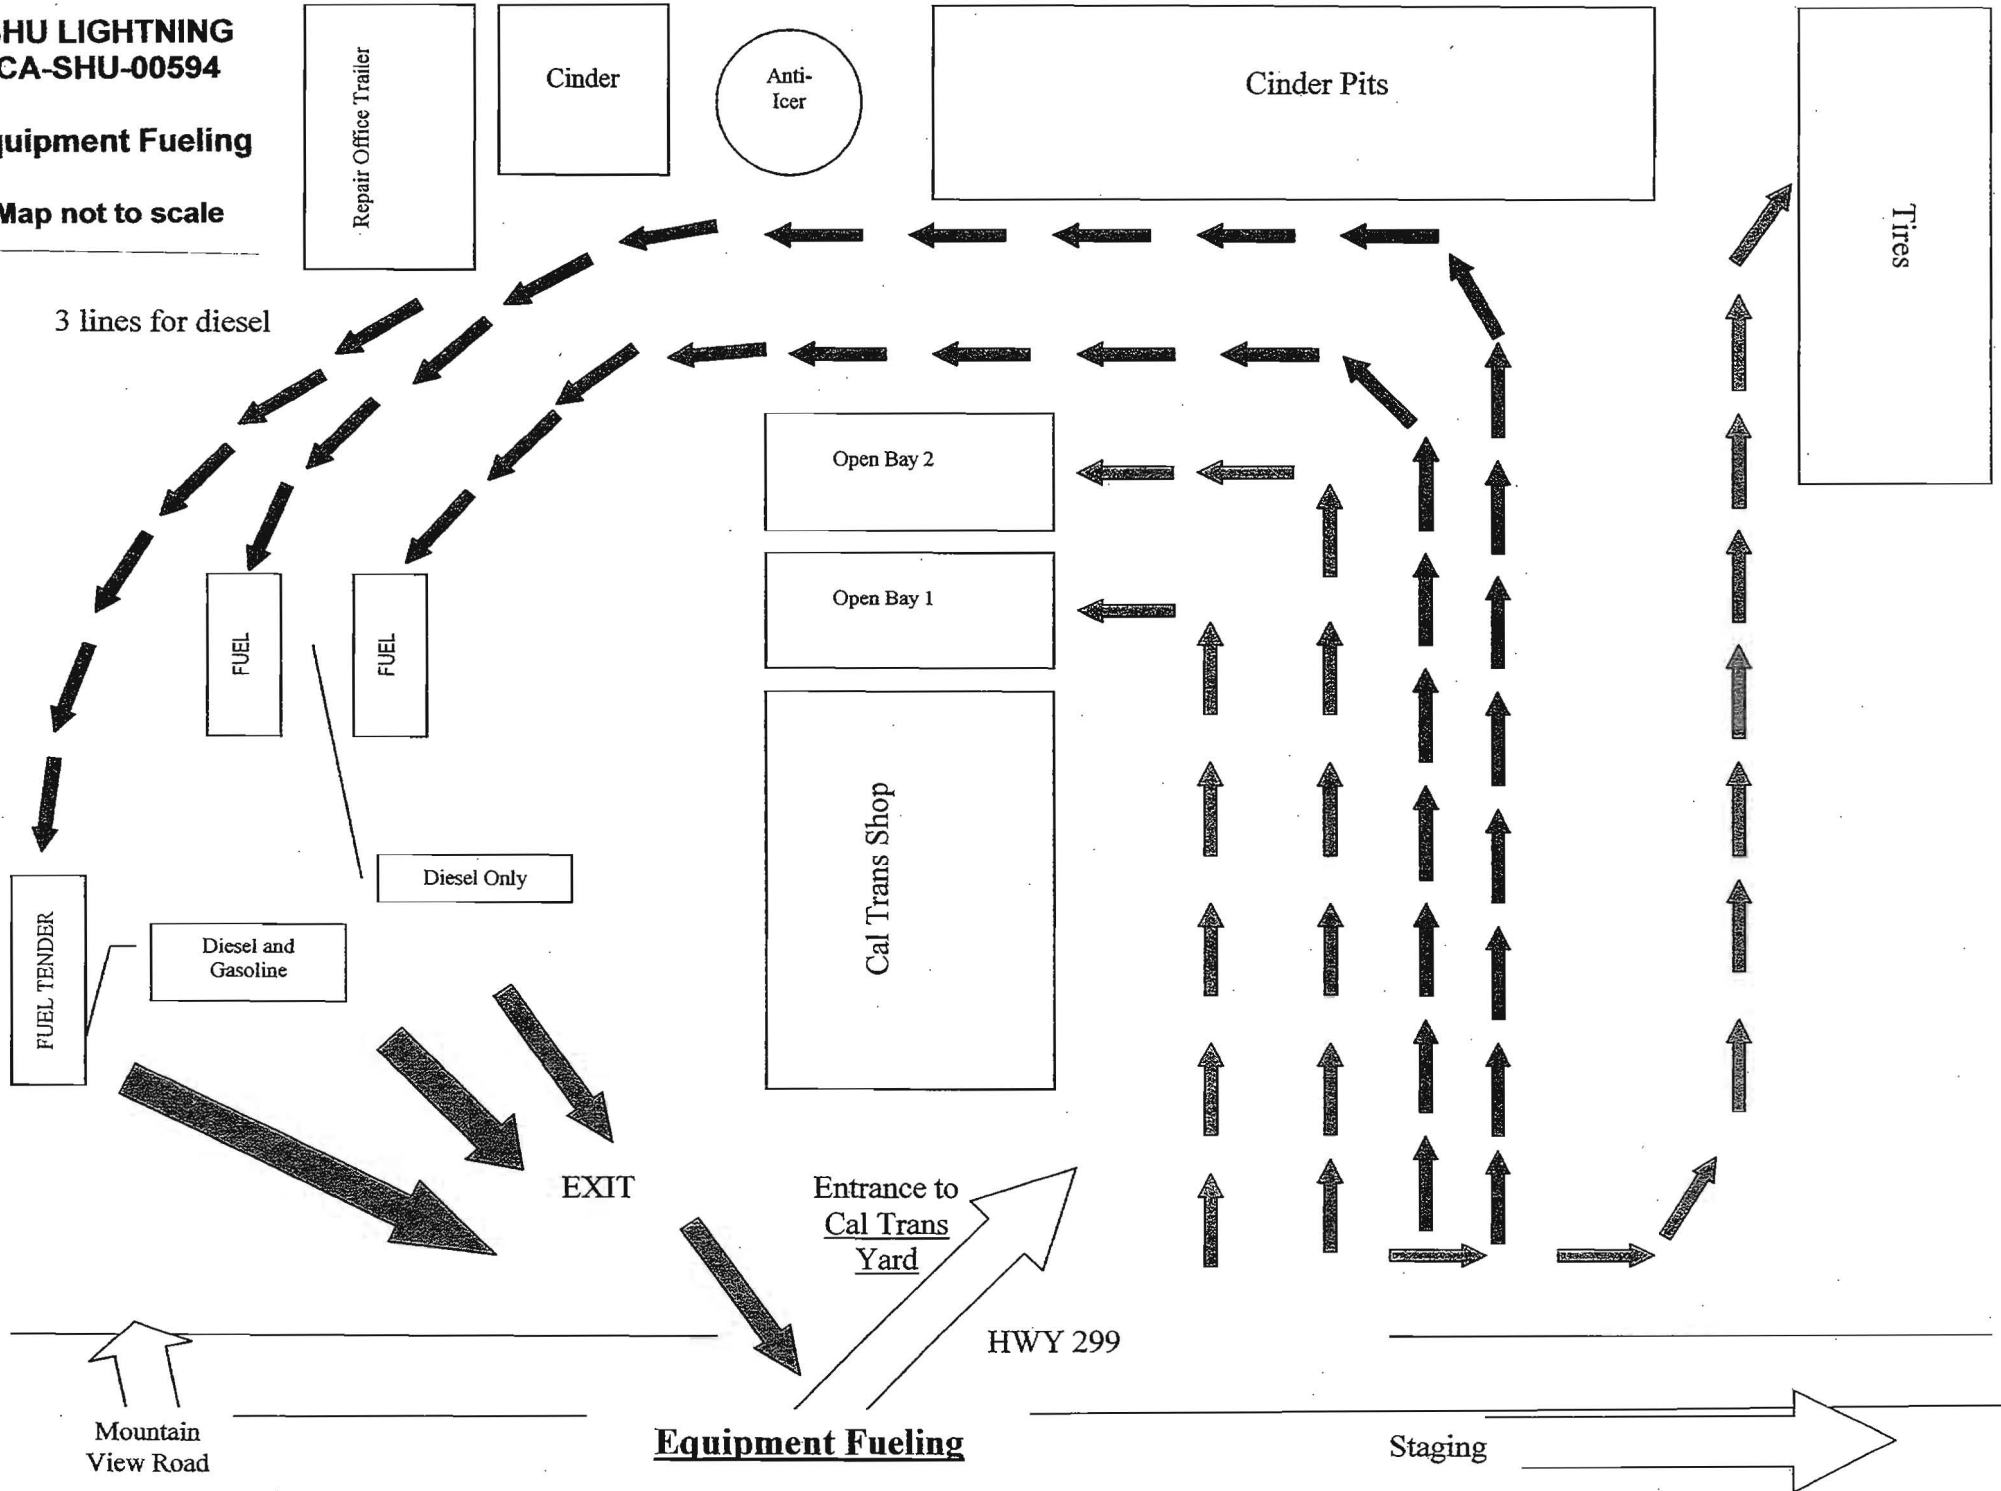 HU LIGHTNING
CA-SHU-00594
quipment Fueling
Map not to scale
Repair Office Trailer
Cinder
Anti-
Icer
Cinder Pits
Tires
3 lines for diesel
Open Bay 2
Open Bay 1
FUEL
FUEL
Cal Trans Shop
Diesel Only
FUEL TENDER
Diesel and
Gasoline
EXIT
Entrance to
Cal Trans
Yard
HWY 299
Mountain
View Road
Equipment Fueling
Staging